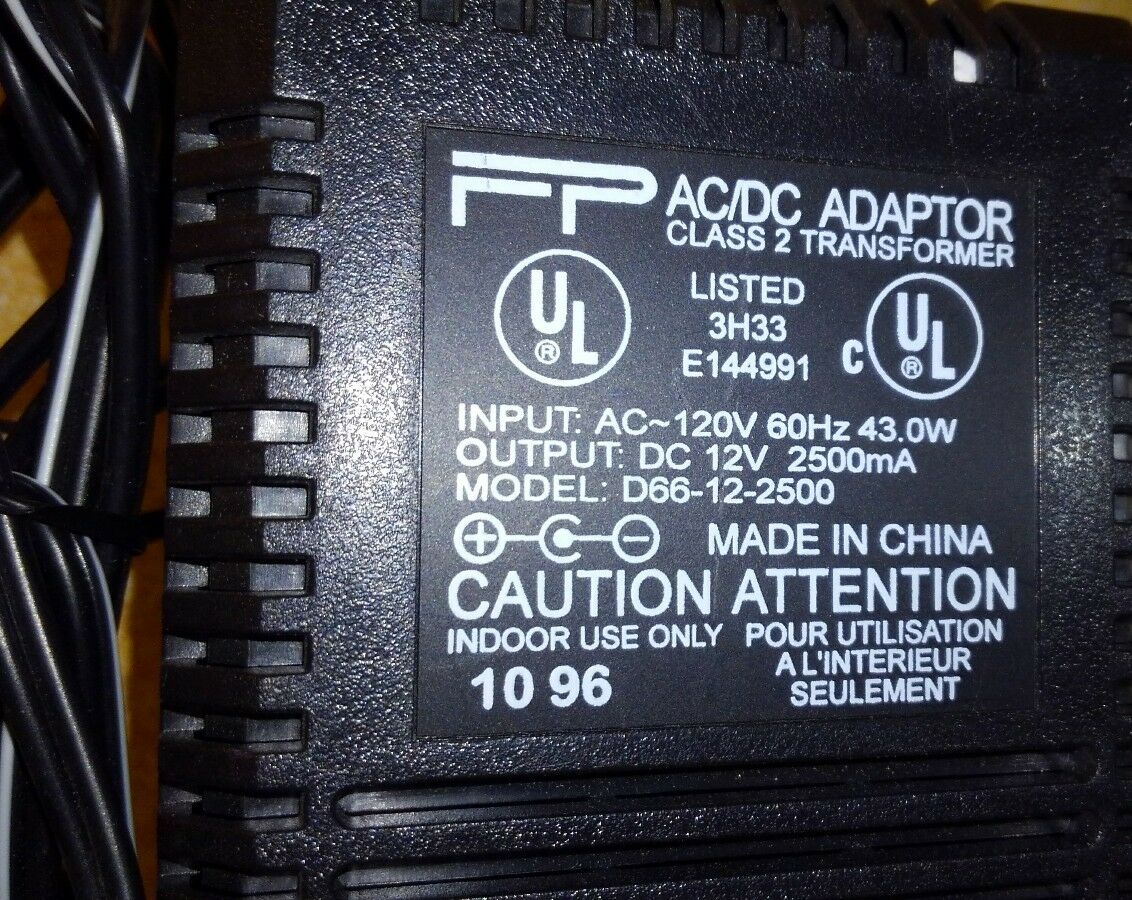 FP AC/DC ADAPTOR
CLASS 2 TRANSFORMER
UL® LISTED c UL®
3H33
E144991
INPUT: AC~120V 60Hz 43.0W
OUTPUT: DC 12V 2500mA
MODEL: D66-12-2500
MADE IN CHINA
CAUTION ATTENTION
INDOOR USE ONLY POUR UTILISATION
A L'INTERIEUR
SEULEMENT
10 96